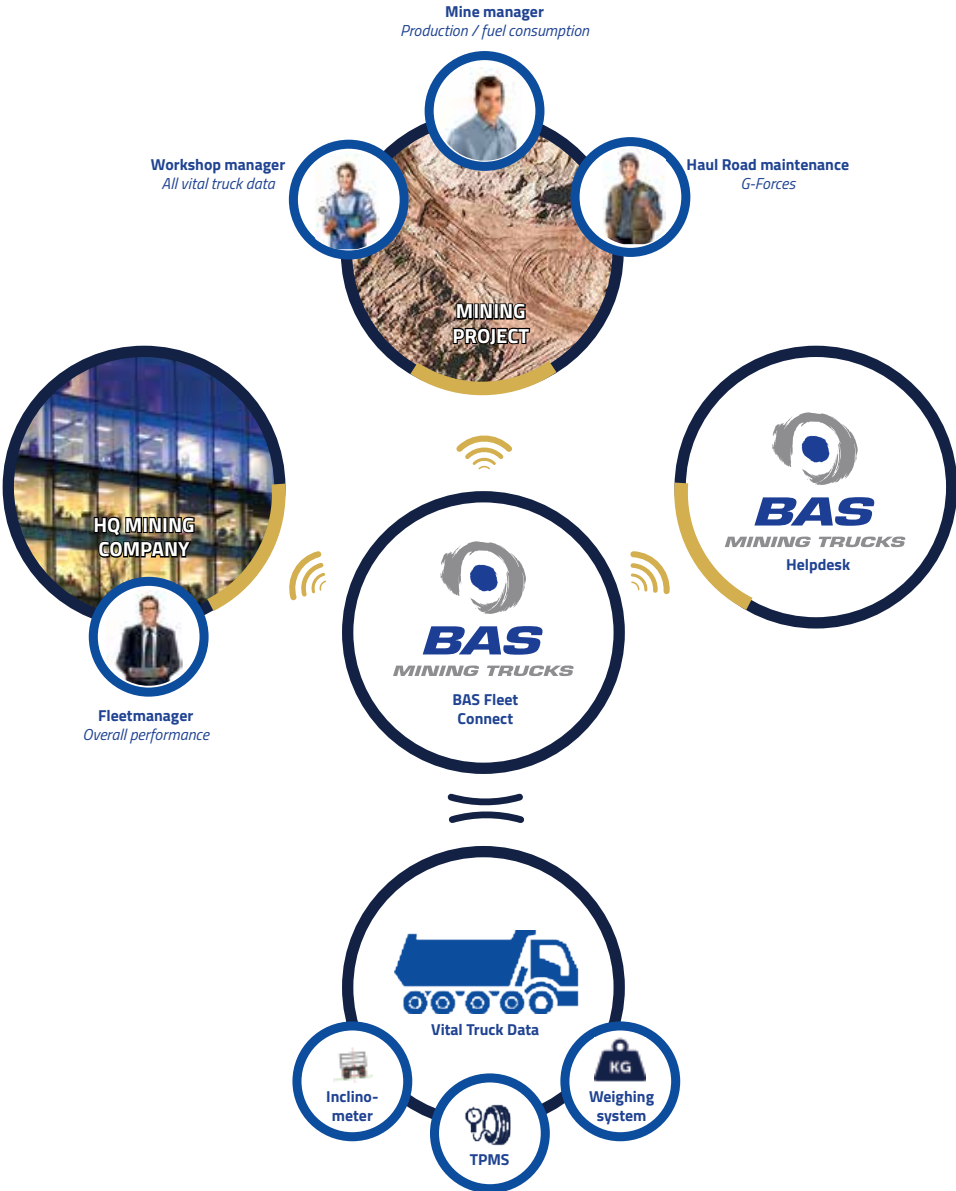 Mine manager
Production / fuel consumption
Workshop manager
All vital truck data
Haul Road maintenance
G-Forces
MINING
PROJECT
HQ MINING
COMPANY
Fleetmanager
Overall performance
BAS
MINING TRUCKS
Helpdesk
BAS
MINING TRUCKS
BAS Fleet
Connect
Vital Truck Data
Inclino-
meter
KG
Weighing
system
TPMS